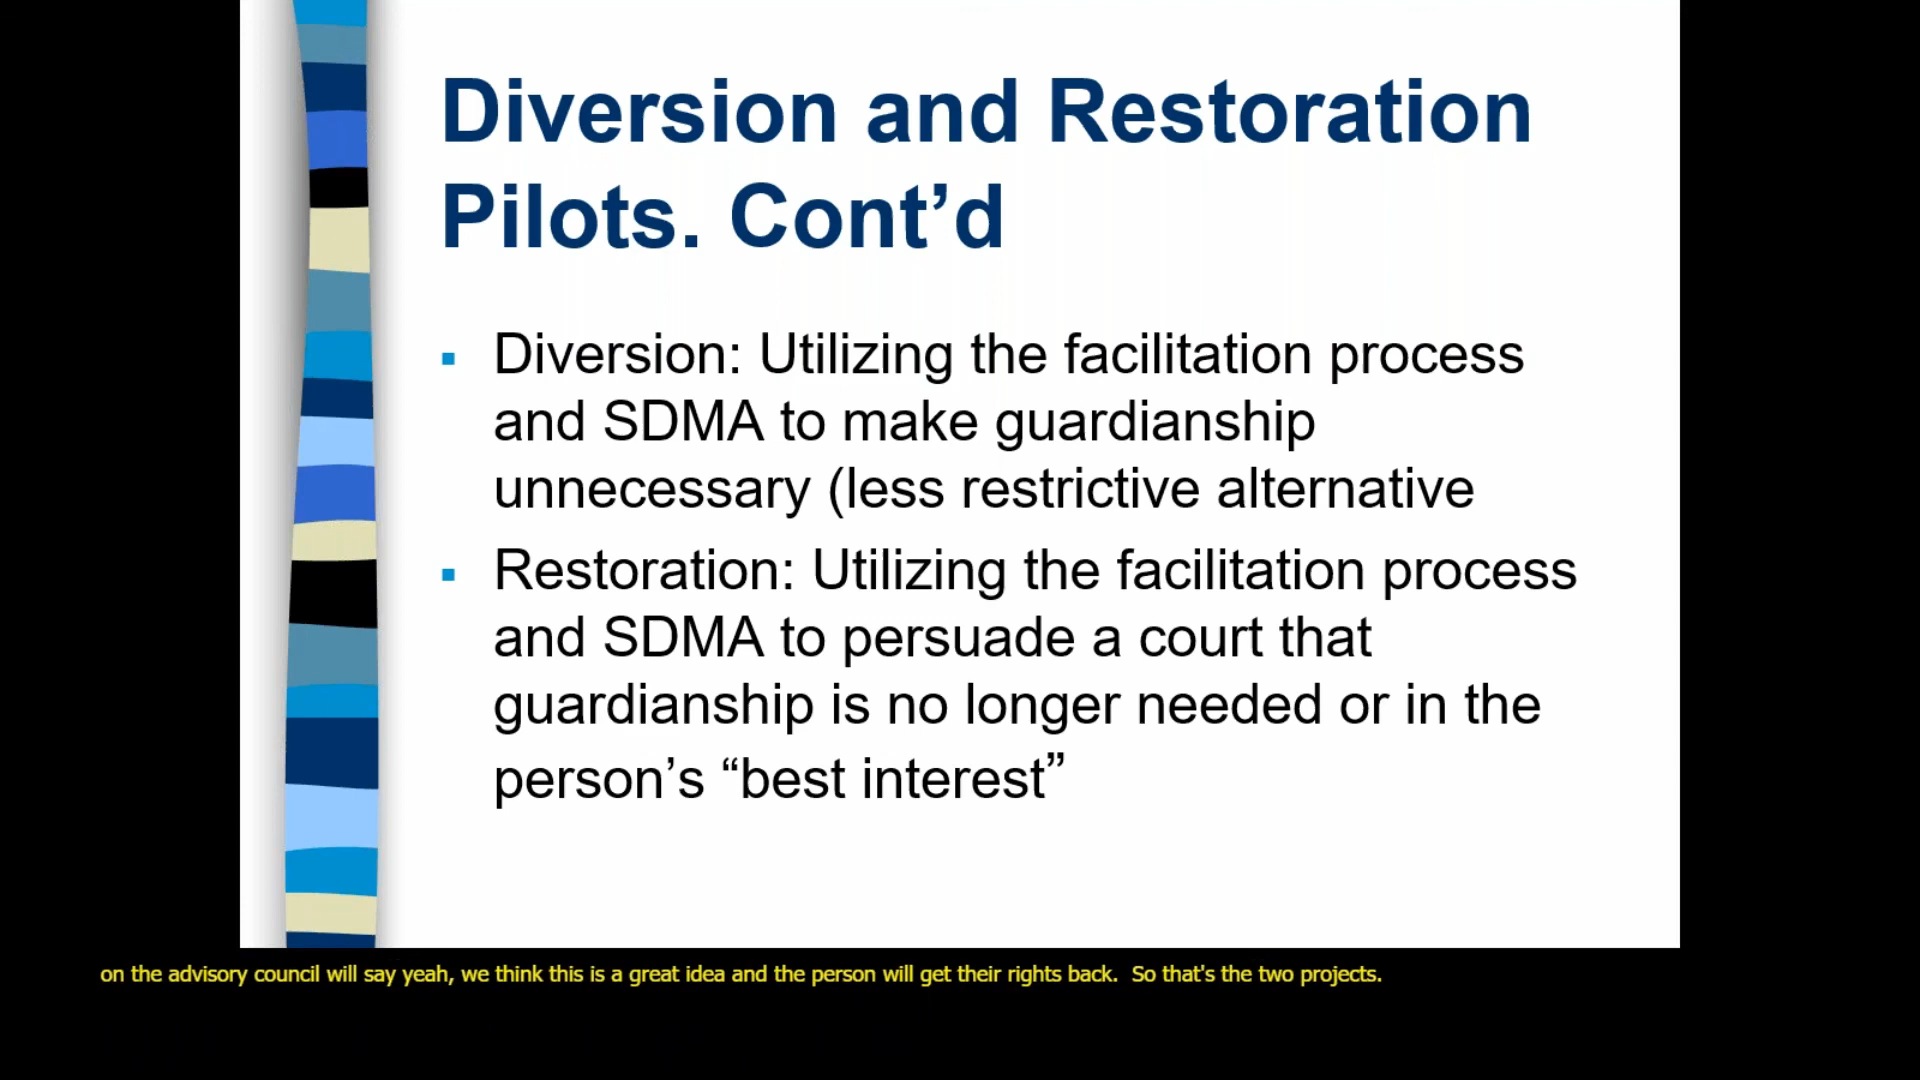 Diversion and Restoration
Pilots. Cont’d
▪ Diversion: Utilizing the facilitation process
and SDMA to make guardianship
unnecessary (less restrictive alternative
▪ Restoration: Utilizing the facilitation process
and SDMA to persuade a court that
guardianship is no longer needed or in the
person’s “best interest”
on the advisory council will say yeah, we think this is a great idea and the person will get their rights back.  So that's the two projects.